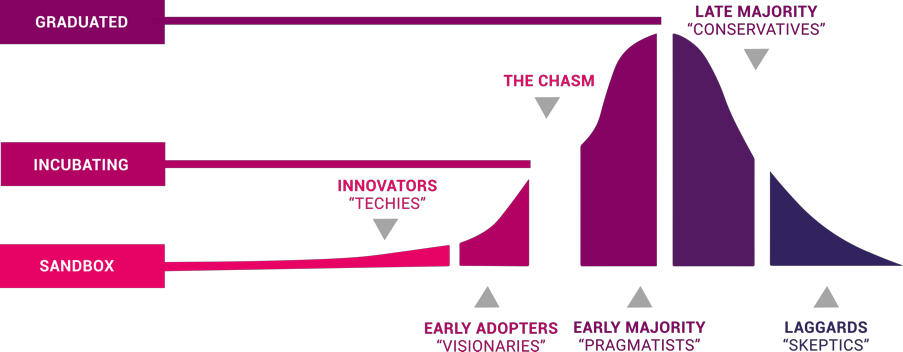 GRADUATED
LATE MAJORITY
“CONSERVATIVES”
THE CHASM
INCUBATING
INNOVATORS
“TECHIES”
SANDBOX
EARLY ADOPTERS
“VISIONARIES”
EARLY MAJORITY
“PRAGMATISTS”
LAGGARDS
“SKEPTICS”